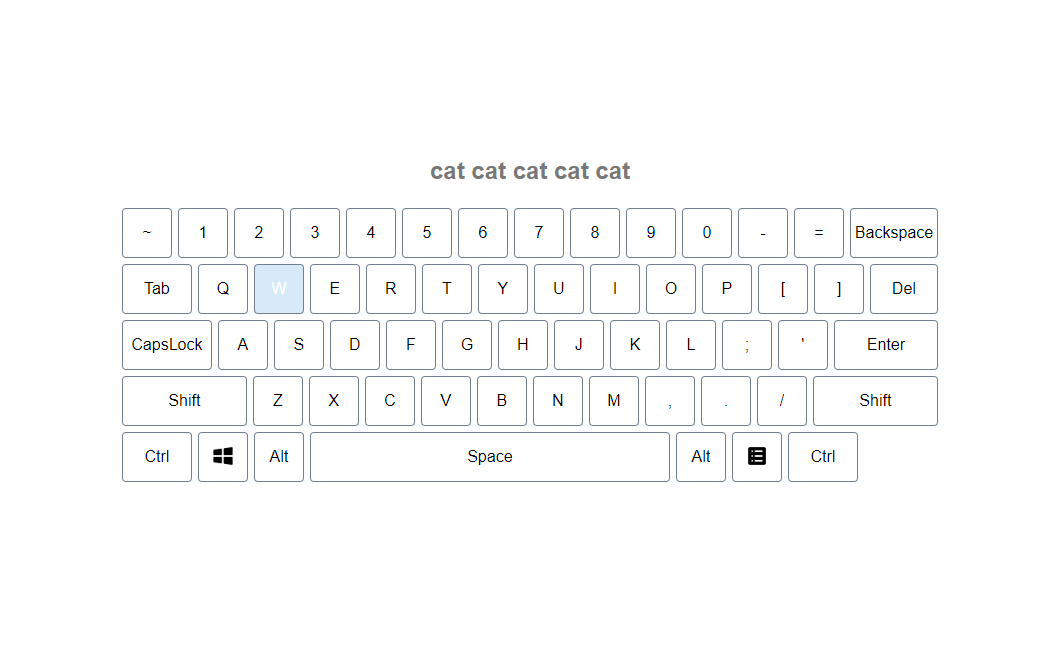 cat cat cat cat cat
~ 1 2 3 4 5 6 7 8 9 0 - = Backspace
Tab Q W E R T Y U I O P [ ] Del
CapsLock A S D F G H J K L ; ' Enter
Shift Z X C V B N M , . / Shift
Ctrl Alt Space Alt Ctrl